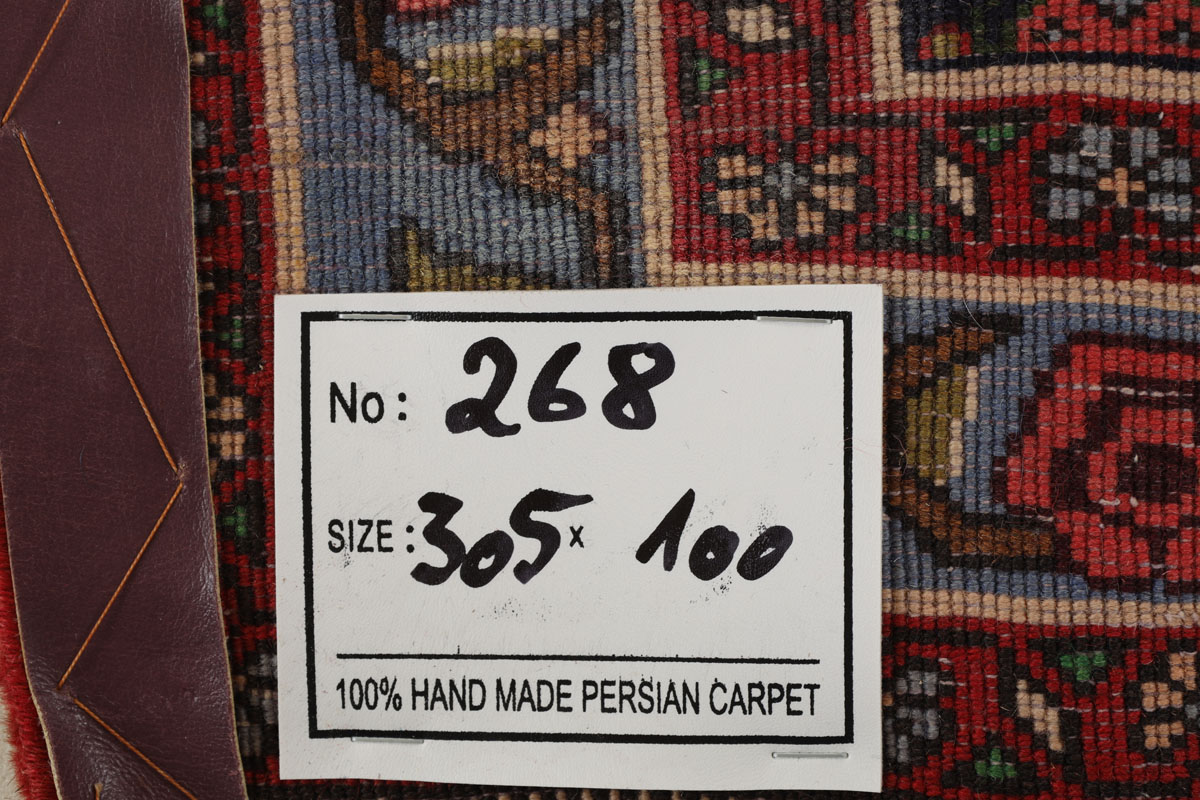 No: 268
SIZE: 305 x 100
100% HAND MADE PERSIAN CARPET